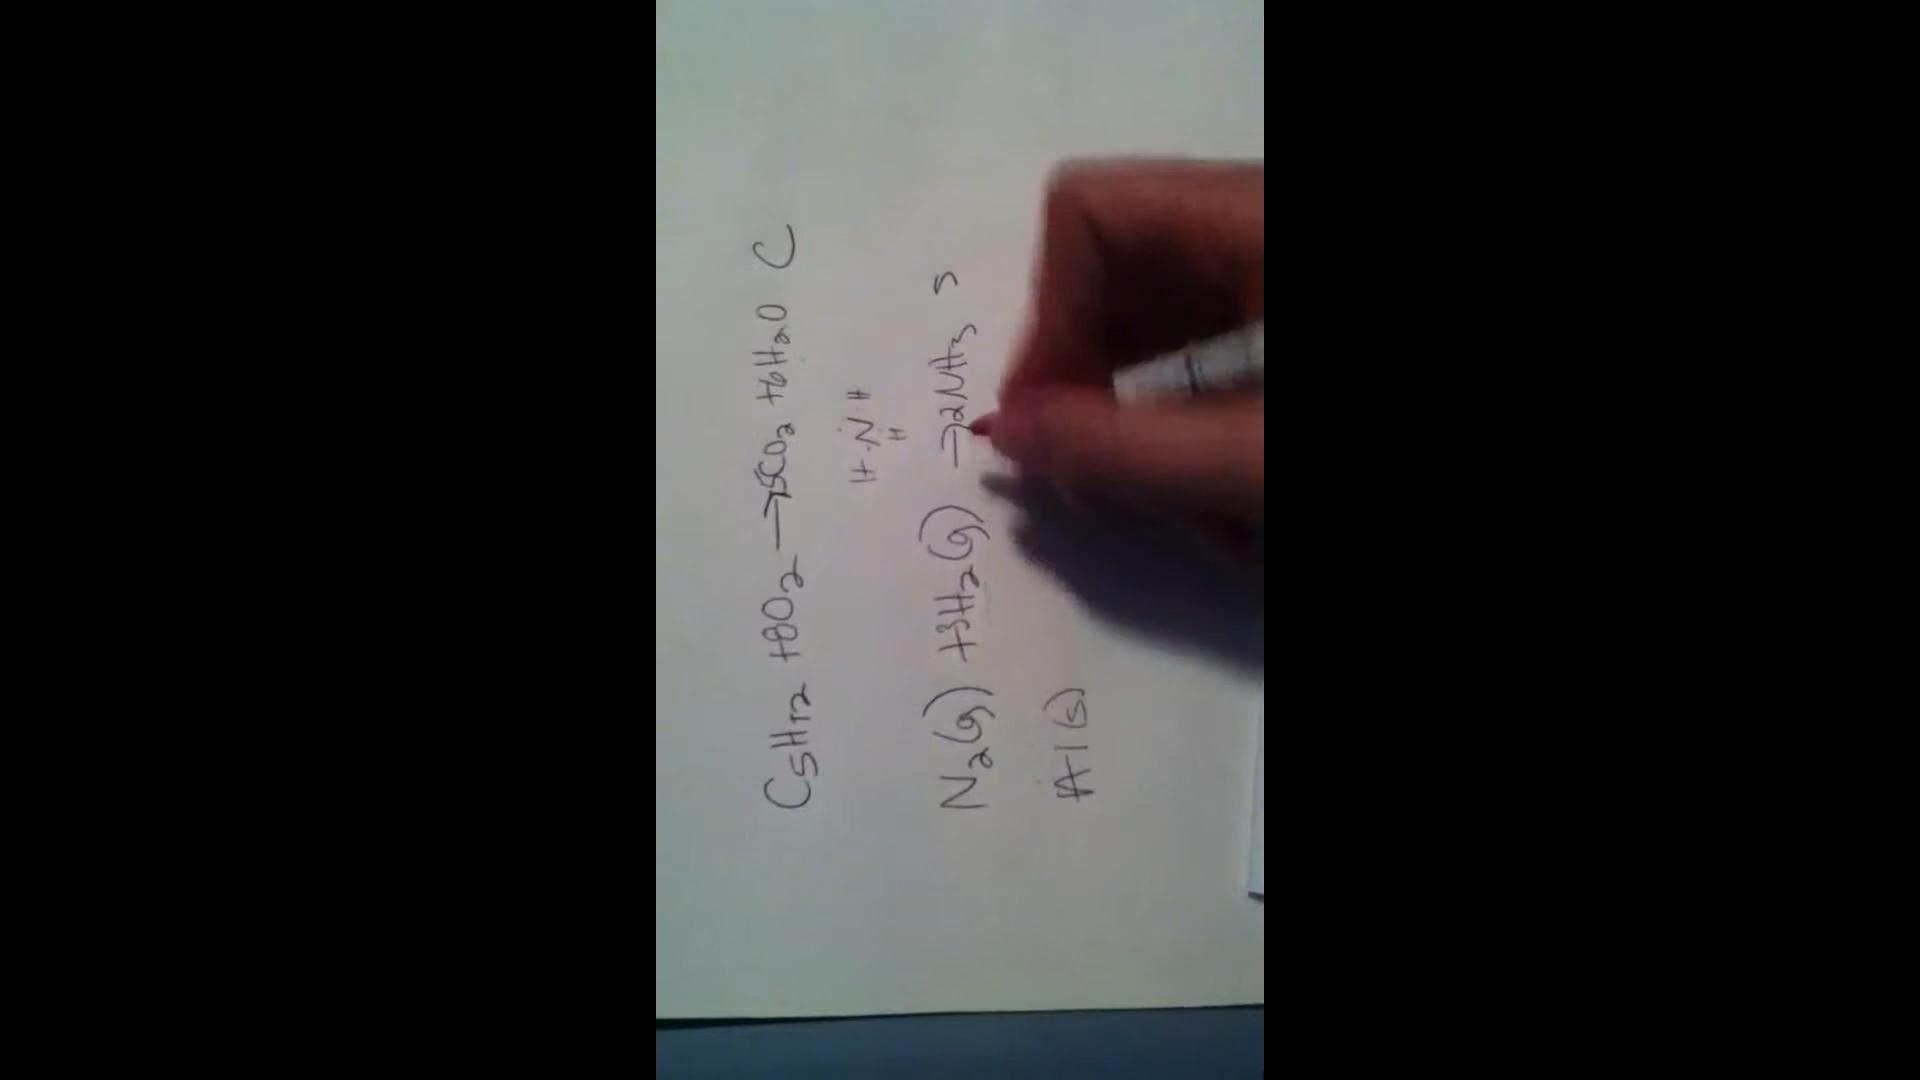 C5H12 + 8O2 → 5CO2 + 6H2O C
H · N · H
H
N2(g) + 3H2(g) → 2NH3 S
Al(s)